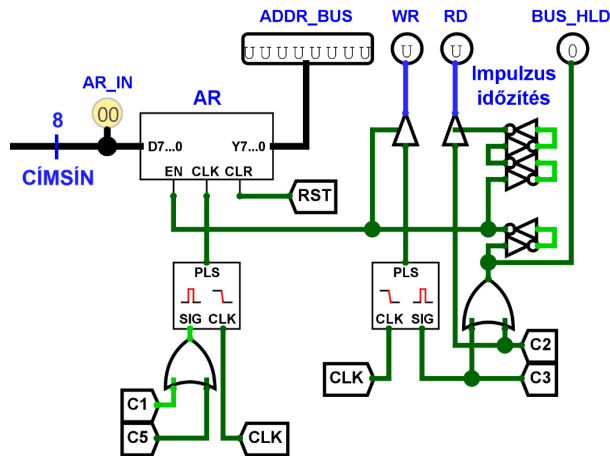 ADDR_BUS
WR
RD
BUS_HLD
UUUUUUUU
U
U
0
AR_IN
00
AR
Impulzus
időzítés
8
CÍMSÍN
D7...0
Y7...0
EN
CLK
CLR
RST
PLS
SIG
CLK
PLS
CLK
SIG
C2
C3
CLK
C1
C5
CLK